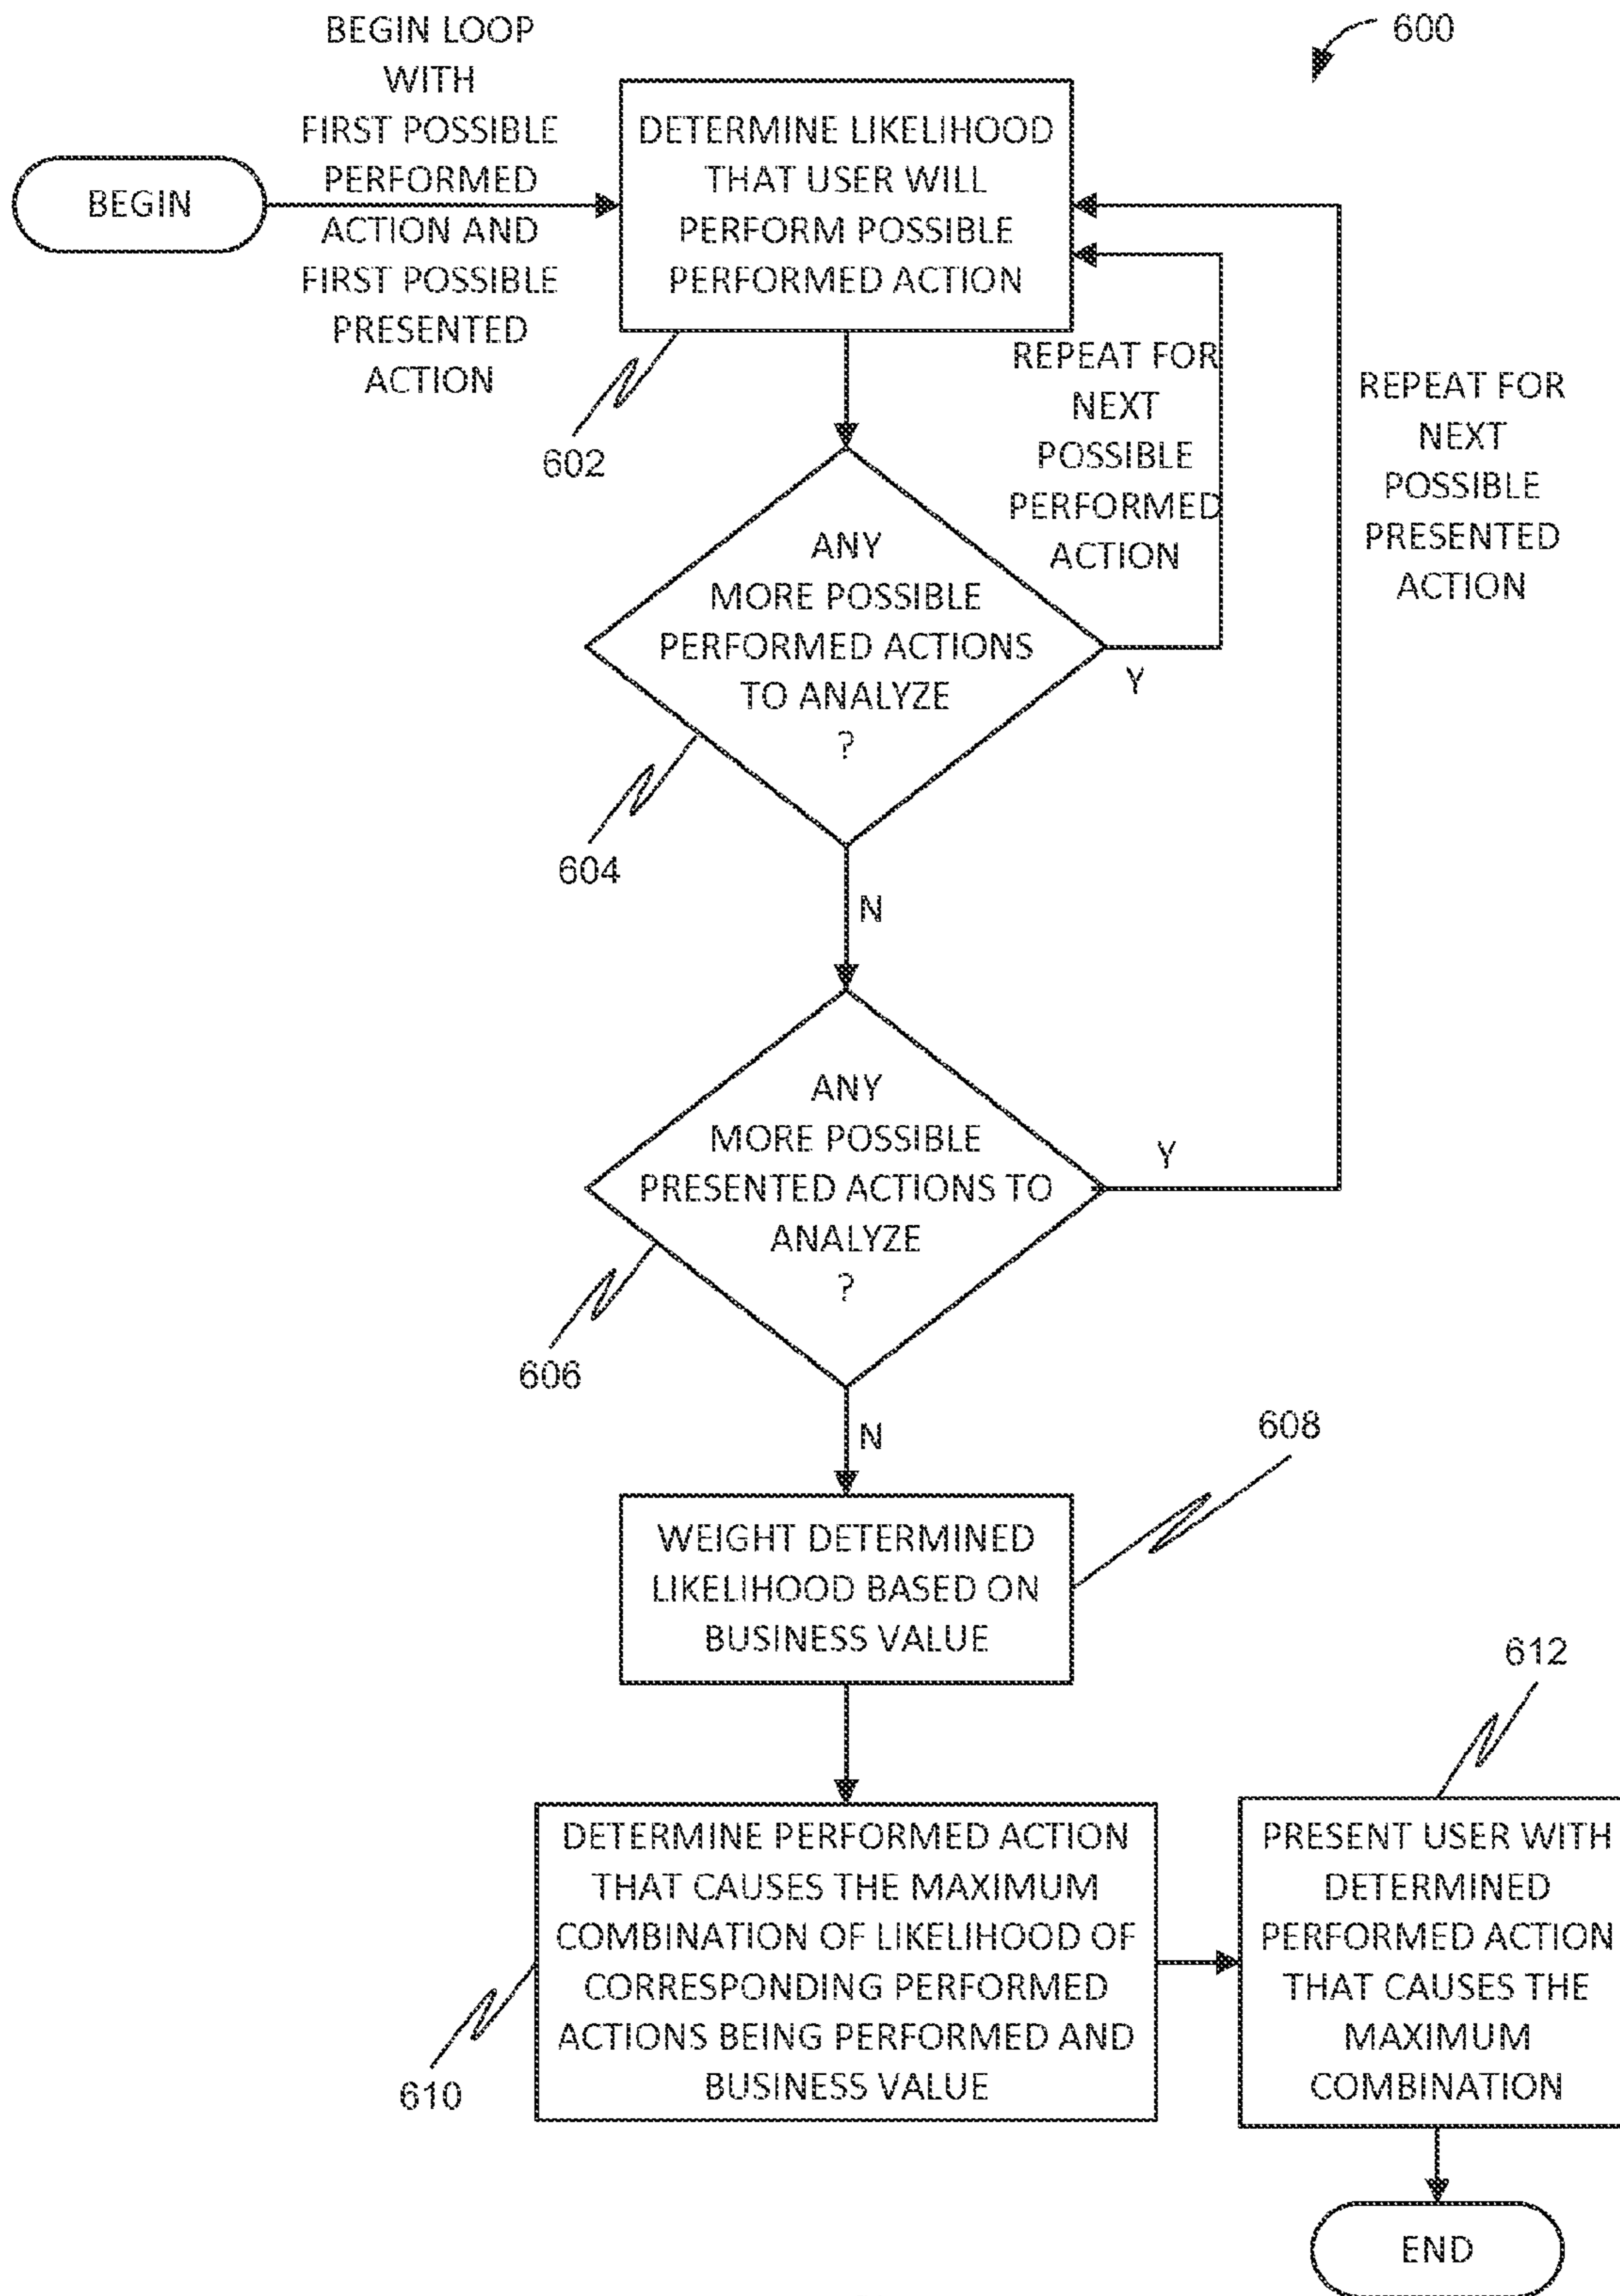 600
BEGIN LOOP
WITH
FIRST POSSIBLE
PERFORMED
ACTION AND
FIRST POSSIBLE
PRESENTED
ACTION
BEGIN
DETERMINE LIKELIHOOD
THAT USER WILL
PERFORM POSSIBLE
PERFORMED ACTION
602
REPEAT FOR
NEXT
POSSIBLE
PERFORMED
ACTION
REPEAT FOR
NEXT
POSSIBLE
PRESENTED
ACTION
ANY
MORE POSSIBLE
PERFORMED ACTIONS
TO ANALYZE
?
Y
604
N
ANY
MORE POSSIBLE
PRESENTED ACTIONS TO
ANALYZE
?
Y
606
N
608
WEIGHT DETERMINED
LIKELIHOOD BASED ON
BUSINESS VALUE
612
DETERMINE PERFORMED ACTION
THAT CAUSES THE MAXIMUM
COMBINATION OF LIKELIHOOD OF
CORRESPONDING PERFORMED
ACTIONS BEING PERFORMED AND
BUSINESS VALUE
610
PRESENT USER WITH
DETERMINED
PERFORMED ACTION
THAT CAUSES THE
MAXIMUM
COMBINATION
END